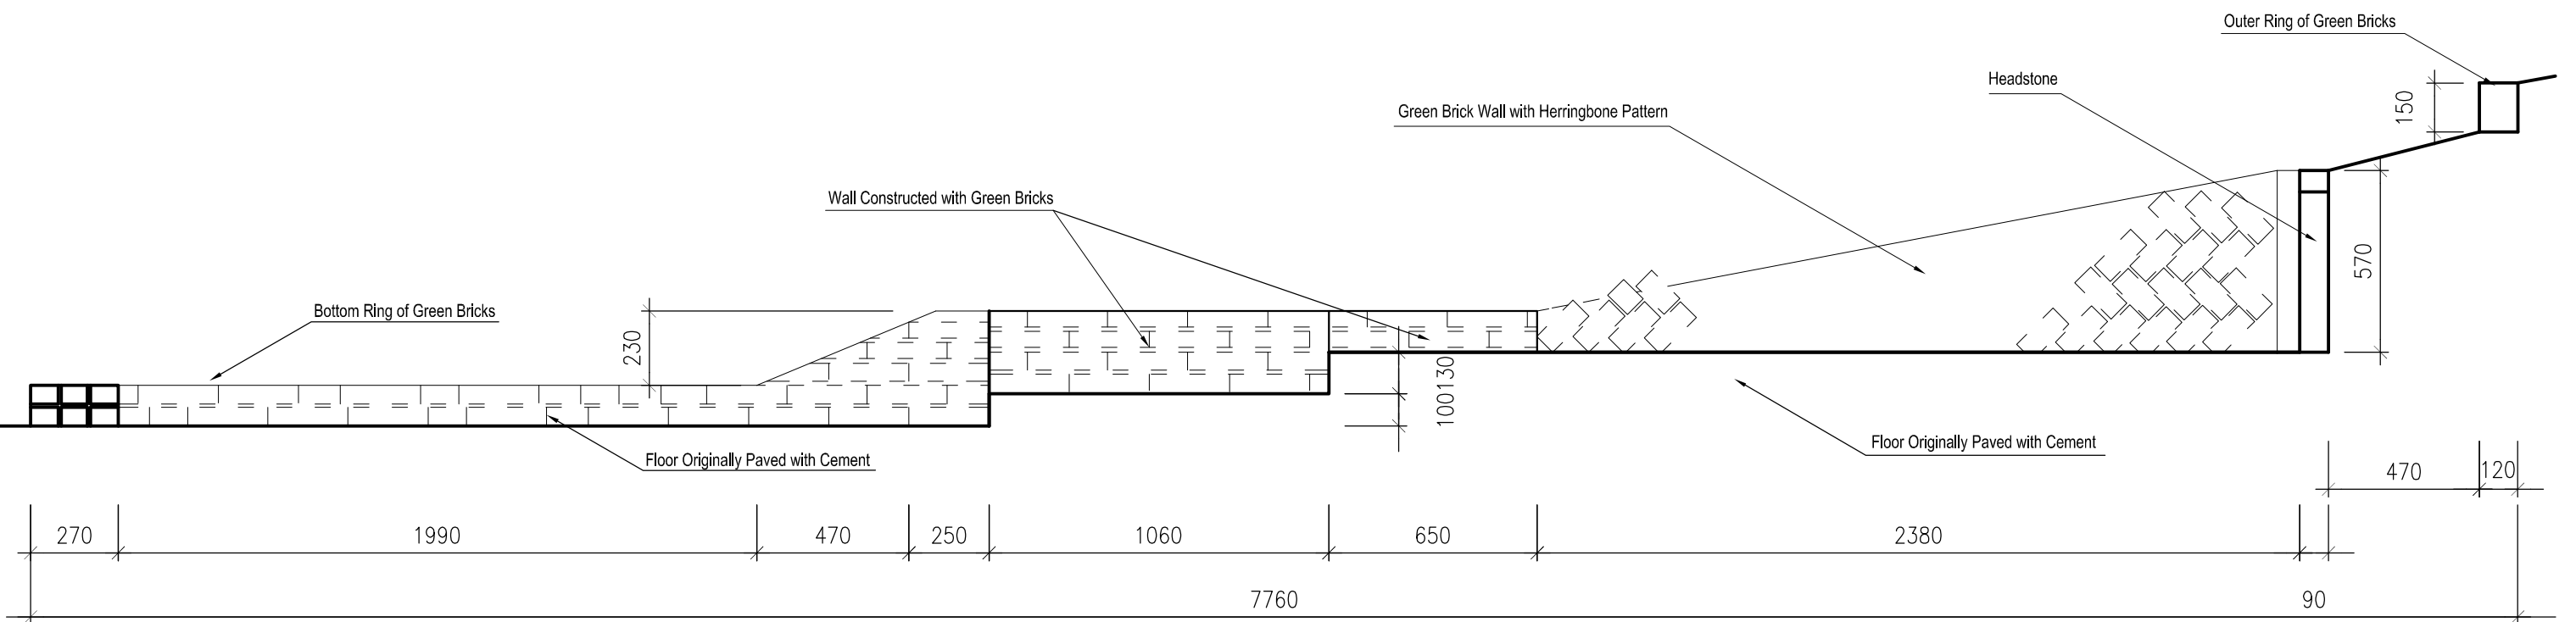 Outer Ring of Green Bricks
Headstone
150
Green Brick Wall with Herringbone Pattern
Wall Constructed with Green Bricks
570
Bottom Ring of Green Bricks
230
130
100
Floor Originally Paved with Cement
Floor Originally Paved with Cement
470
120
270
1990
470
250
1060
650
2380
7760
90